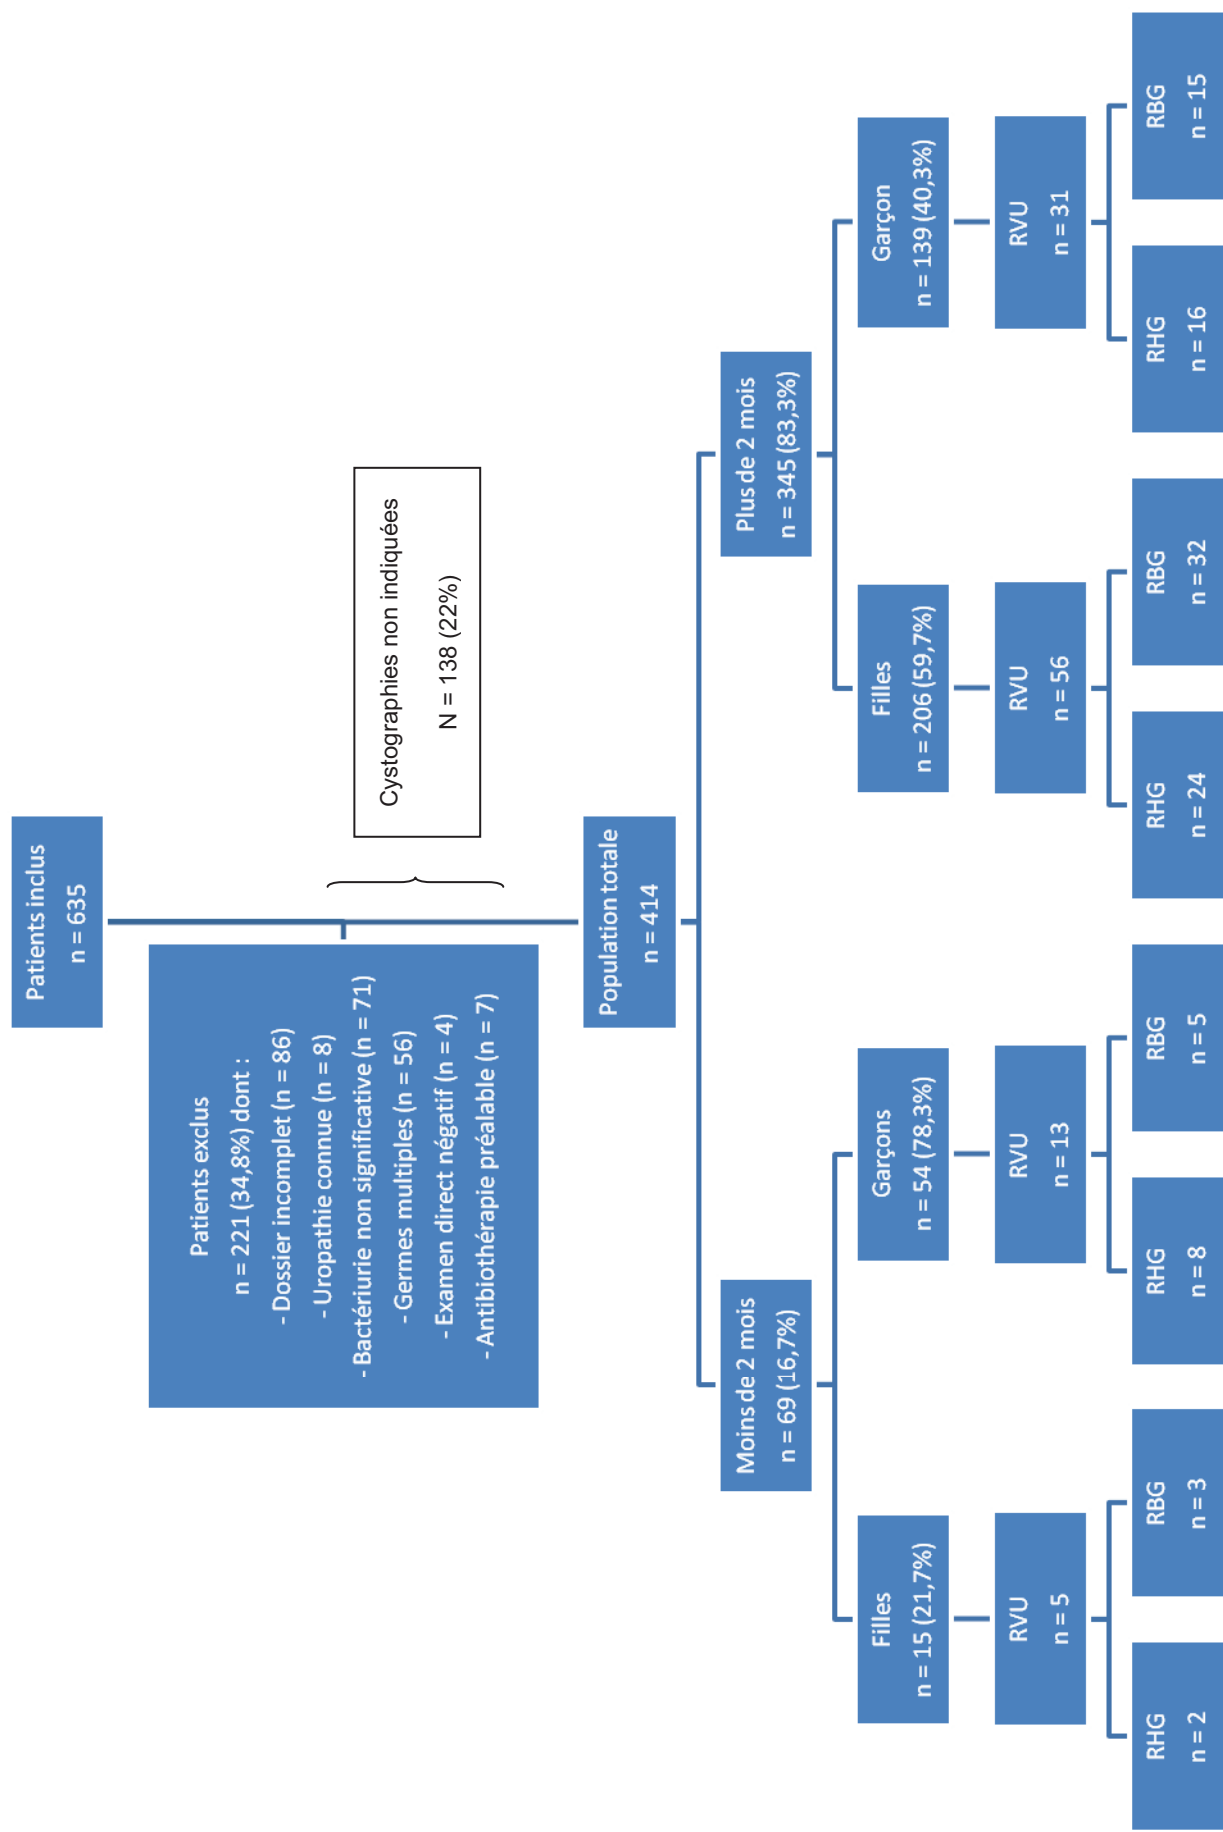 Patients inclus
n = 635
Patients exclus
n = 221 (34,8%) dont :
- Dossier incomplet (n = 86)
- Uropathie connue (n = 8)
- Bactériurie non significative (n = 71)
- Germes multiples (n = 56)
- Examen direct négatif (n = 4)
- Antibiothérapie préalable (n = 7)
Cystographies non indiquées
N = 138 (22%)
Population totale
n = 414
Moins de 2 mois
n = 69 (16,7%)
Plus de 2 mois
n = 345 (83,3%)
Filles
n = 15 (21,7%)
Garçons
n = 54 (78,3%)
Filles
n = 206 (59,7%)
Garçon
n = 139 (40,3%)
RVU
n = 5
RVU
n = 13
RVU
n = 56
RVU
n = 31
RHG
n = 2
RBG
n = 3
RHG
n = 8
RBG
n = 5
RHG
n = 24
RBG
n = 32
RHG
n = 16
RBG
n = 15